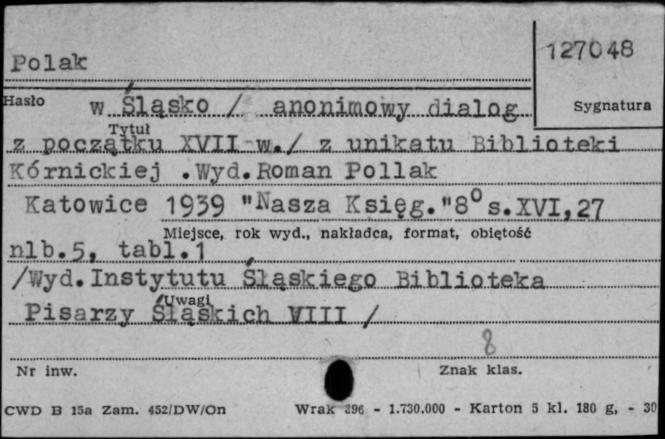 127048
Polak
Hasło
w Śląsko / anonimowy dialog
Sygnatura
Tytuł
z początku XVII w./ z unikatu Biblioteki
Kórnickiej .Wyd.Roman Pollak
Katowice 1939 "Nasza Księg."8° s.XVI,27
Miejsce, rok wyd., nakładca, format, obiętość
nlb.5, tabl.1
/Wyd.Instytutu Śląskiego Biblioteka
Uwagi
Pisarzy Śląskich VIII /
8
Nr inw.
Znak klas.
CWD B 15a Zam. 452/DW/On
Wrak 396 - 1.730.000 - Karton 5 kl. 180 g, - 30